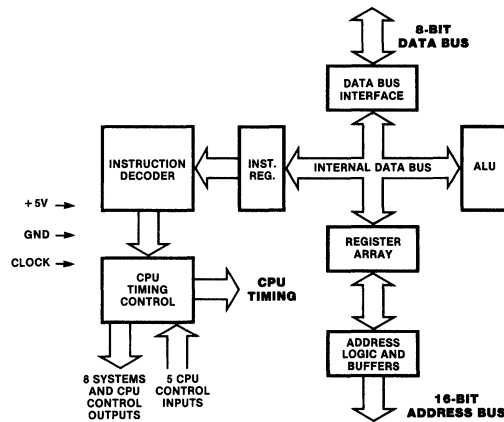 8-BIT
DATA BUS
DATA BUS
INTERFACE
INSTRUCTION
DECODER
INST.
REG.
INTERNAL DATA BUS
ALU
+5V
GND
CLOCK
REGISTER
ARRAY
CPU
TIMING
CONTROL
CPU
TIMING
ADDRESS
LOGIC AND
BUFFERS
8 SYSTEMS
AND CPU
CONTROL
OUTPUTS
5 CPU
CONTROL
INPUTS
16-BIT
ADDRESS BUS